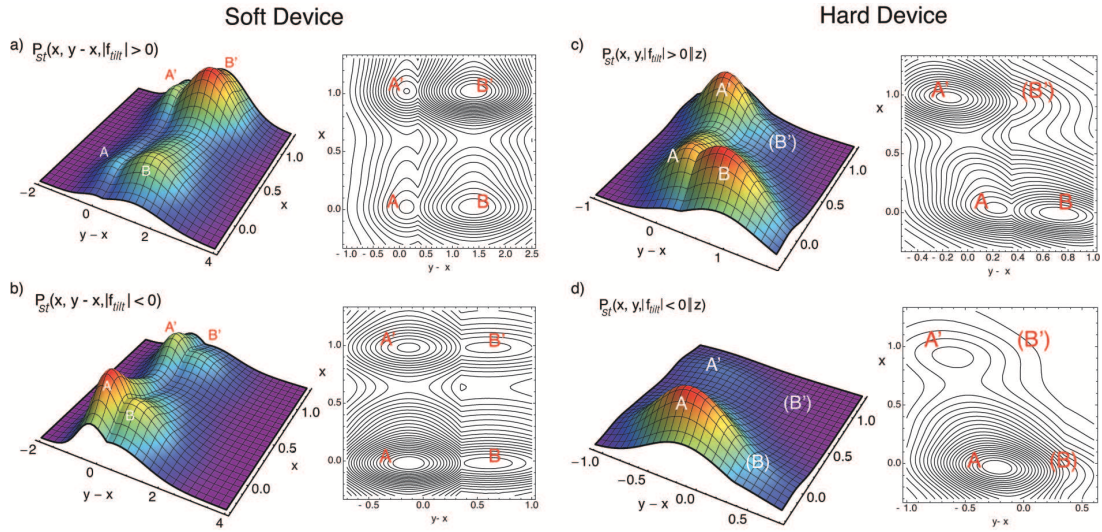 Soft Device
Hard Device
a) P_st(x, y - x,|f_tilt| > 0)
A'
B'
A
B
−2
0
2
4
y − x
0.0
0.5
1.0
x
A'
B'
A
B
x
1.0
0.5
0.0
- 1.0 - 0.5 0.0 0.5 1.0 1.5 2.0 2.5
y - x
b) P_st(x, y - x,|f_tilt| < 0)
A'
B'
A
B
−2
0
2
4
y − x
0.0
0.5
1.0
x
A'
B'
A
B
x
1.0
0.5
0.0
- 0.5 0.0 0.5 1.0
y- x
c) P_st(x, y,|f_tilt| > 0||z)
A'
(B')
A
B
−1
0
1
y − x
0.0
0.5
1.0
x
A'
(B')
A
B
x
1.0
0.5
0.0
- 0.4 - 0.2 0.0 0.2 0.4 0.6 0.8 1.0
y - x
d) P_st(x, y,|f_tilt| < 0||z)
A'
(B')
A
(B)
−1.0
−0.5
0.0
0.5
y − x
0.0
0.5
1.0
x
A'
(B')
A
(B)
x
1.0
0.5
0.0
- 1.0 - 0.5 0.0 0.5
y- x